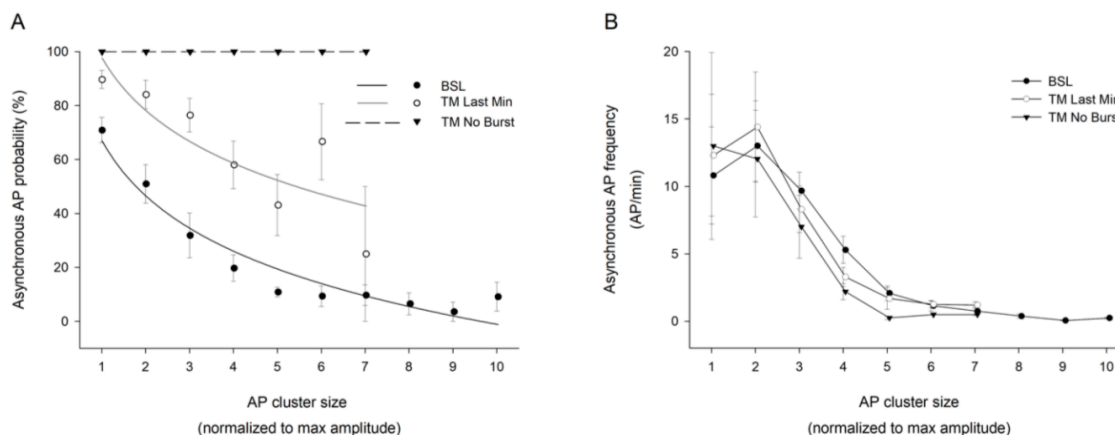 A
Asynchronous AP probability (%)
100
80
60
40
20
0
BSL
TM Last Min
TM No Burst
1 2 3 4 5 6 7 8 9 10
AP cluster size
(normalized to max amplitude)
B
Asynchronous AP frequency
(AP/min)
20
15
10
5
0
BSL
TM Last Min
TM No Burst
1 2 3 4 5 6 7 8 9 10
AP cluster size
(normalized to max amplitude)